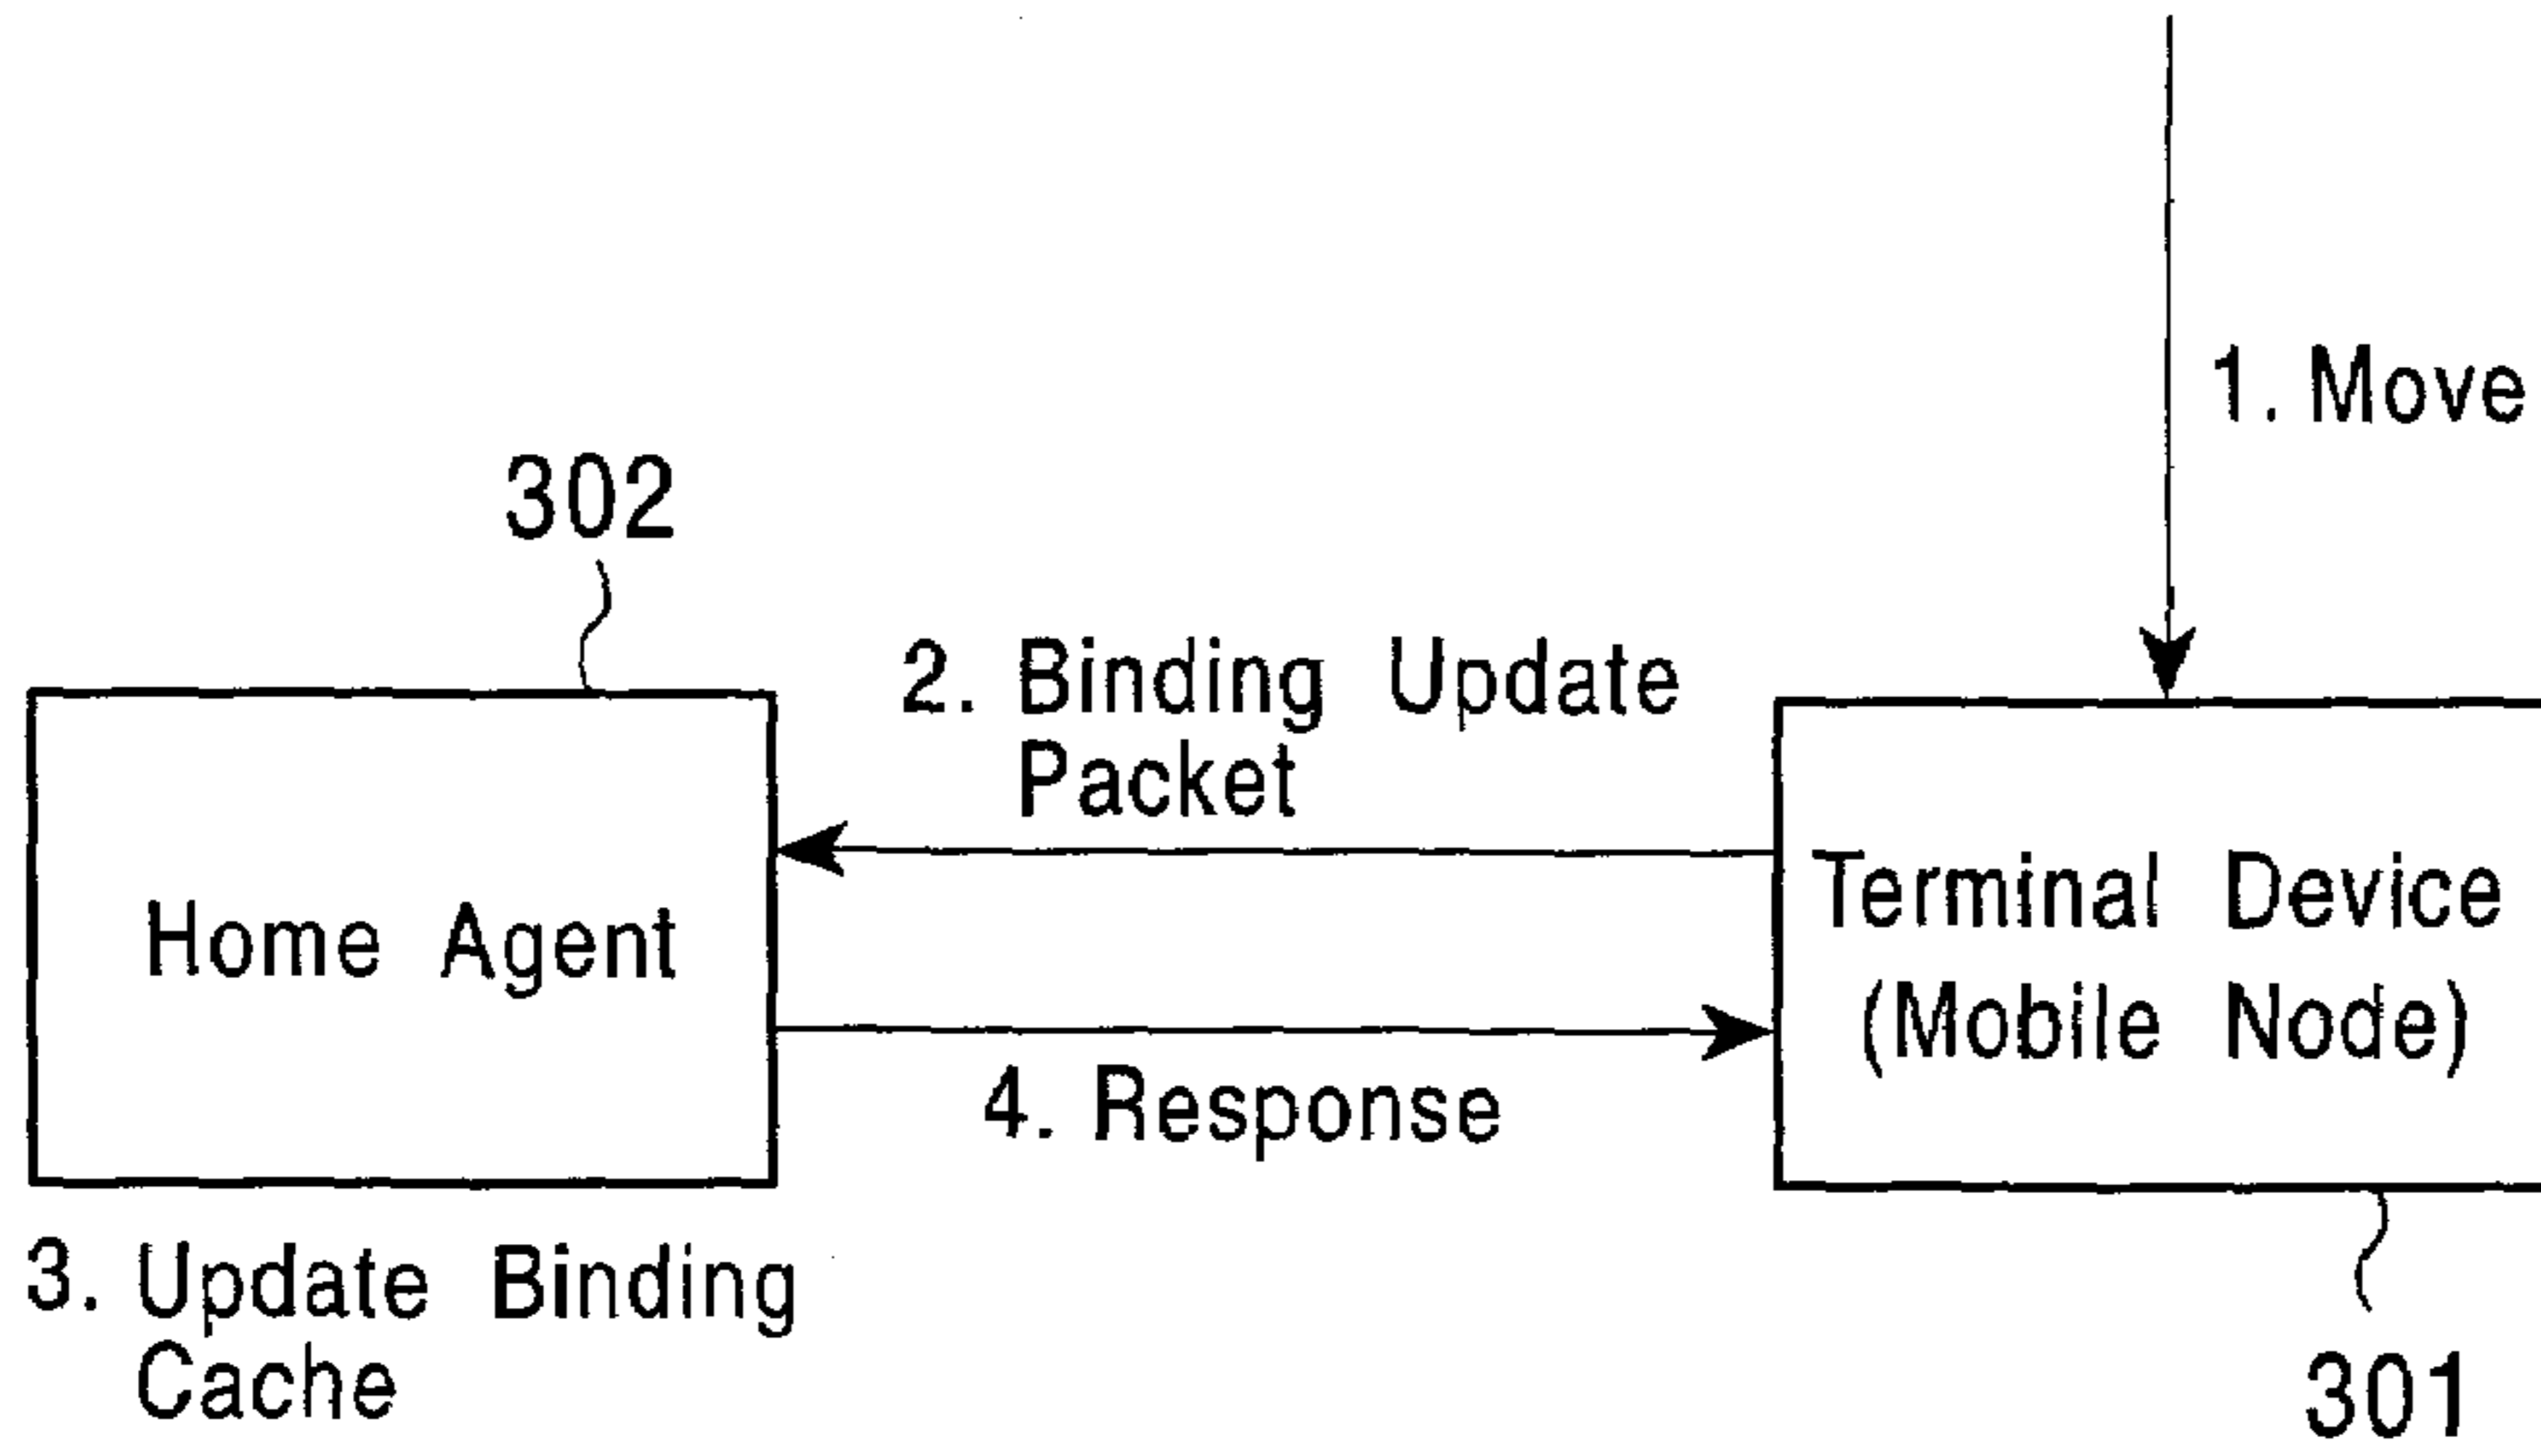 1. Move
302
2. Binding Update
Packet
Home Agent
Terminal Device
(Mobile Node)
4. Response
3. Update Binding
Cache
301